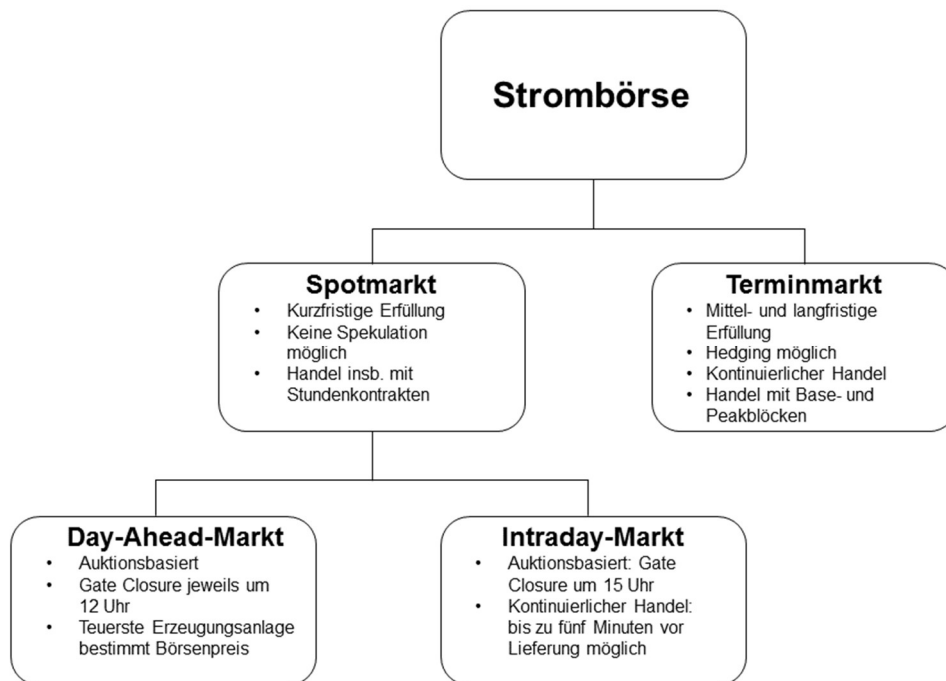 Strombörse
Spotmarkt
• Kurzfristige Erfüllung
• Keine Spekulation
möglich
• Handel insb. mit
Stundenkontrakten
Terminmarkt
• Mittel- und langfristige
Erfüllung
• Hedging möglich
• Kontinuierlicher Handel
• Handel mit Base- und
Peakblöcken
Day-Ahead-Markt
• Auktionsbasiert
• Gate Closure jeweils um
12 Uhr
• Teuerste Erzeugungsanlage
bestimmt Börsenpreis
Intraday-Markt
• Auktionsbasiert: Gate
Closure um 15 Uhr
• Kontinuierlicher Handel:
bis zu fünf Minuten vor
Lieferung möglich